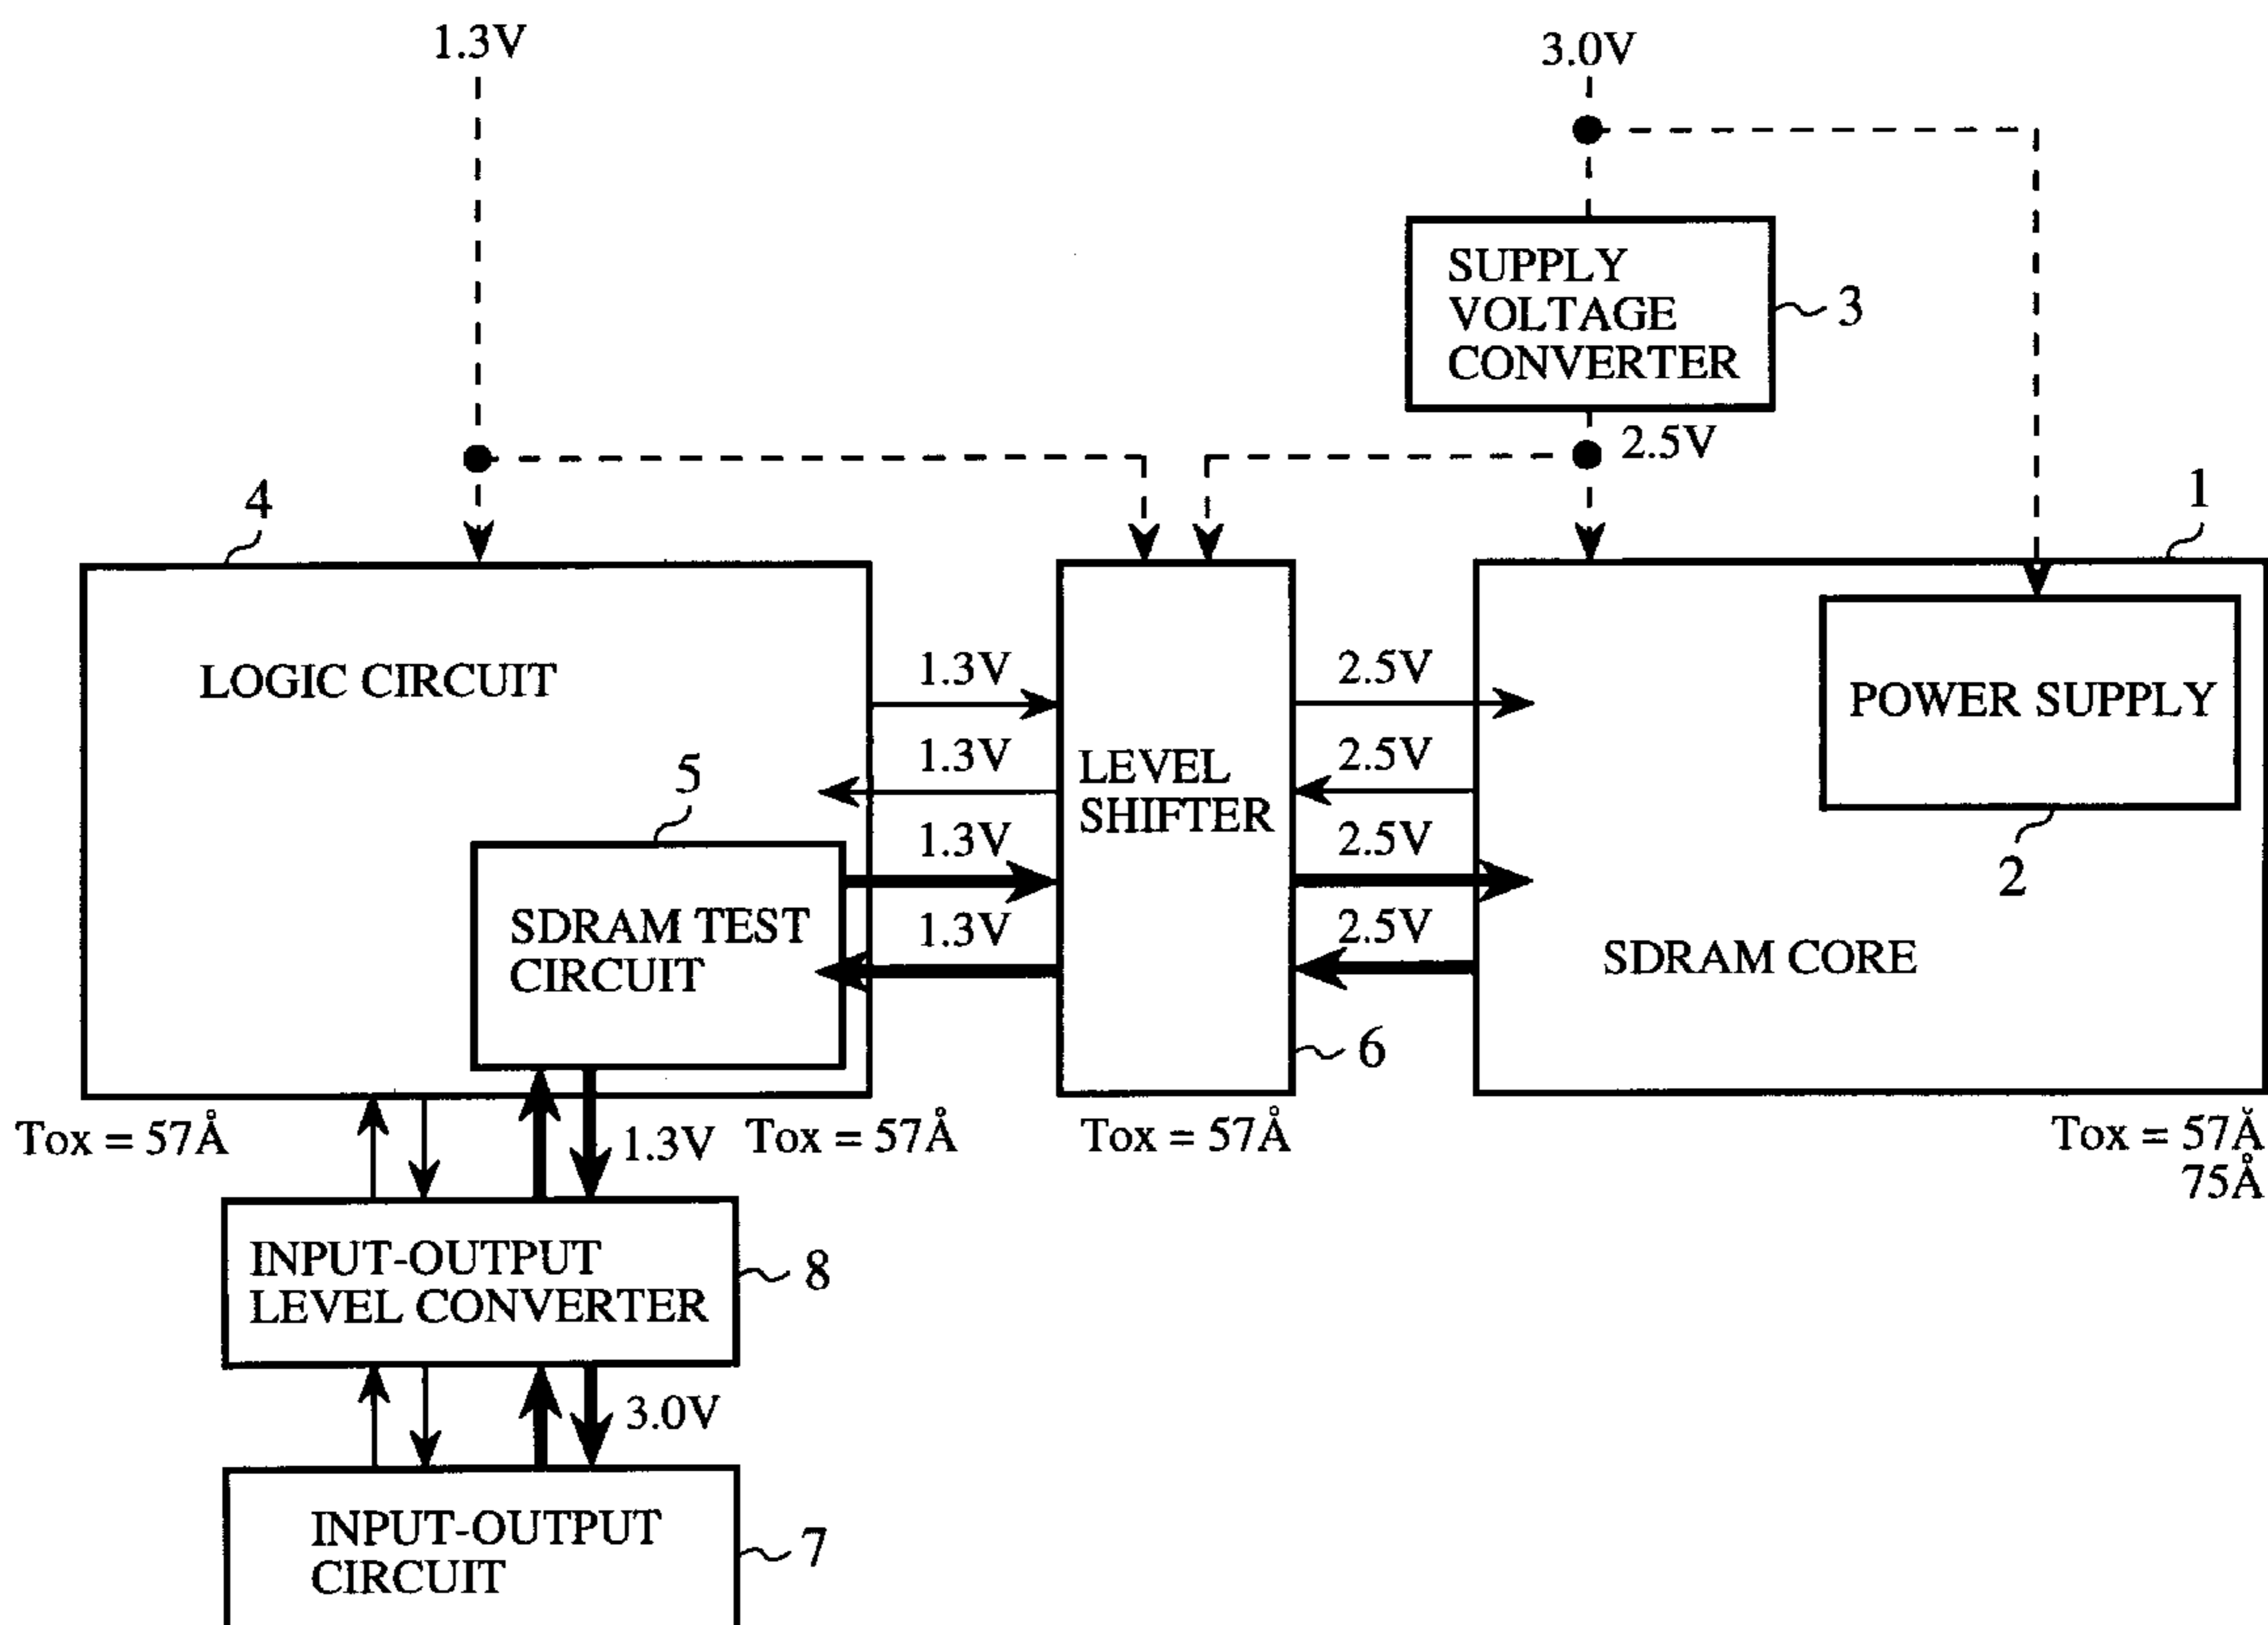 1.3V
3.0V
SUPPLY
VOLTAGE
CONVERTER
3
2.5V
4
1
LOGIC CIRCUIT
1.3V
2.5V
POWER SUPPLY
1.3V
2.5V
LEVEL
SHIFTER
5
1.3V
2.5V
2
SDRAM TEST
CIRCUIT
1.3V
2.5V
SDRAM CORE
6
Tox = 57Å
1.3V
Tox = 57Å
Tox = 57Å
Tox = 57Å
75Å
INPUT-OUTPUT
LEVEL CONVERTER
8
3.0V
INPUT-OUTPUT
CIRCUIT
7